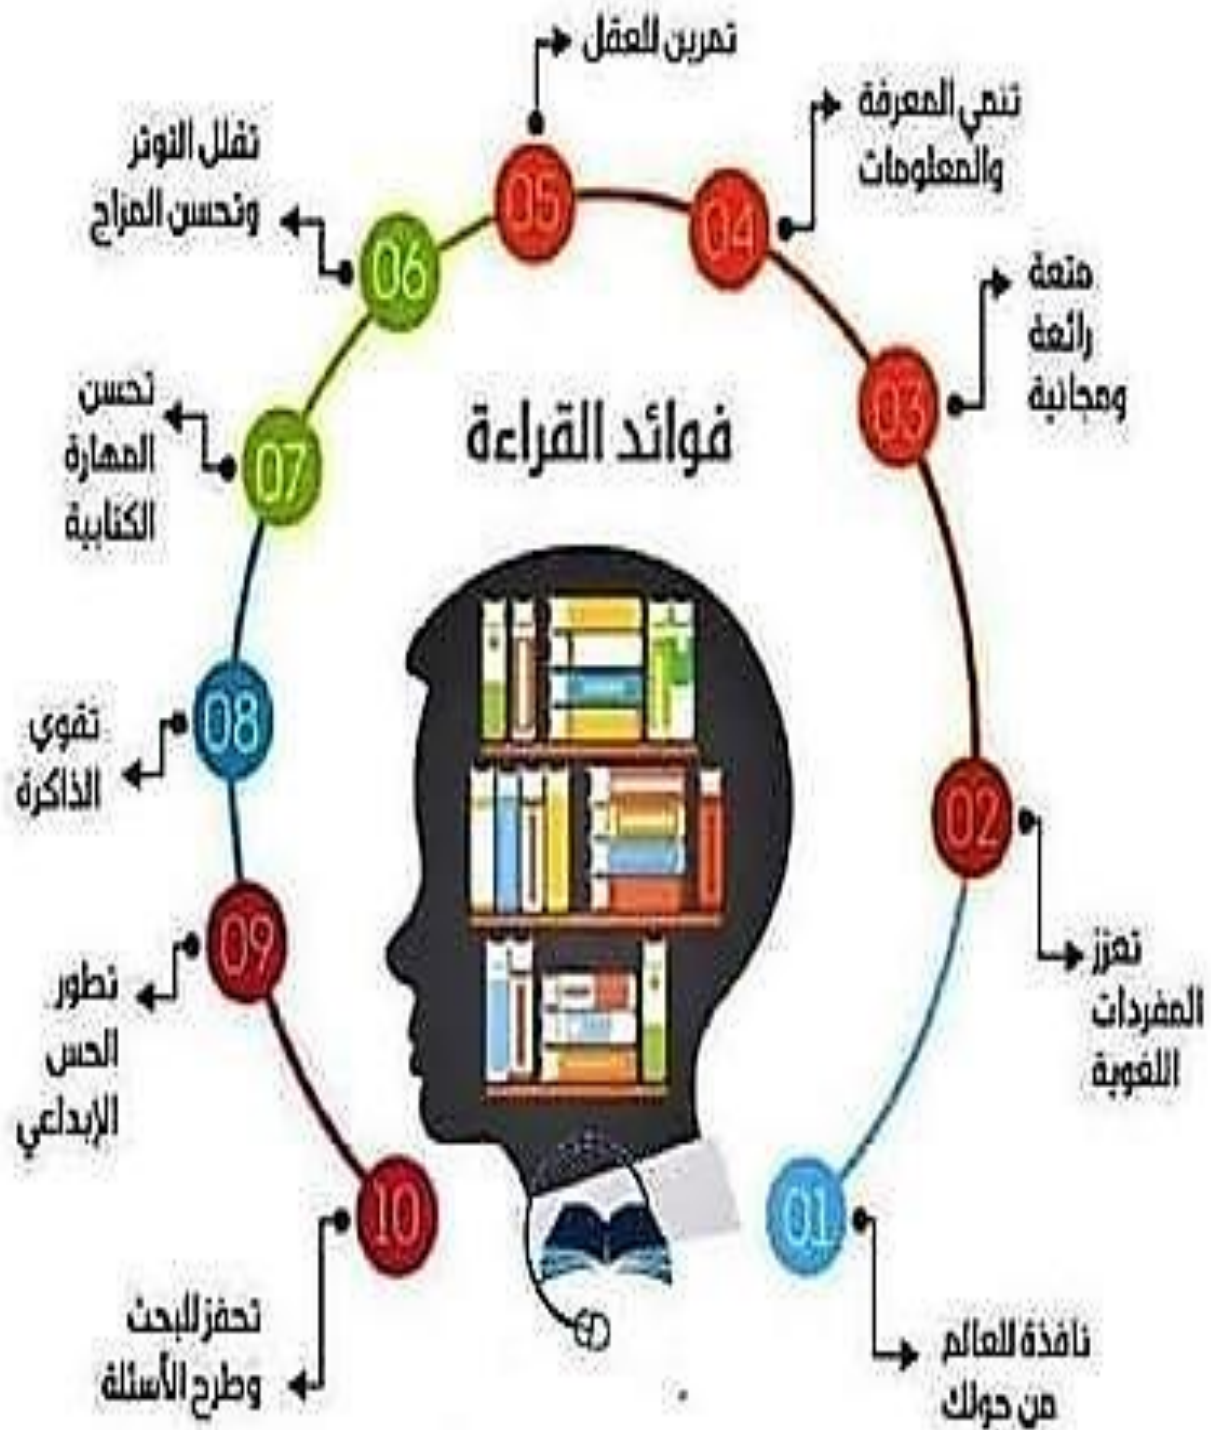 فوائد القراءة
01
نافذة للعالم
من حولك
02
تعزز
المفردات
اللغوية
03
متعة
رائعة
ومجانية
04
تنمي المعرفة
والمعلومات
05
تمرين للعقل
06
تقلل التوتر
وتحسن المزاج
07
تحسن
المهارة
الكتابية
08
تقوي
الذاكرة
09
تطور
الحس
الإبداعي
10
تحفز للبحث
وطرح الأسئلة